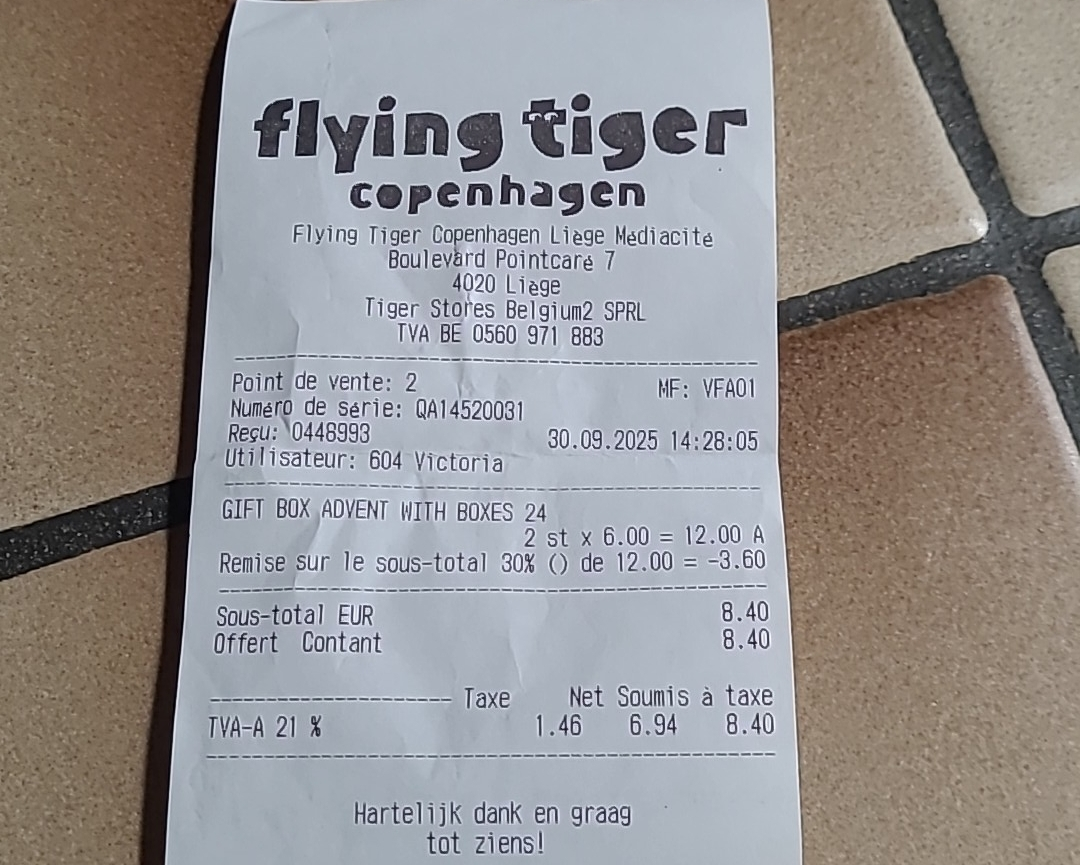 flying tiger
copenhagen
Flying Tiger Copenhagen Liège Médiacité
Boulevard Pointcaré 7
4020 Liège
Tiger Stores Belgium2 SPRL
TVA BE 0560 971 883
Point de vente: 2 MF: VFA01
Numéro de série: QA14520031
Reçu: 0448993 30.09.2025 14:28:05
Utilisateur: 604 Victoria
GIFT BOX ADVENT WITH BOXES 24
2 st x 6.00 = 12.00 A
Remise sur le sous-total 30% () de 12.00 = -3.60
Sous-total EUR 8.40
Offert Contant 8.40
Taxe Net Soumis à taxe
TVA-A 21 % 1.46 6.94 8.40
Hartelijk dank en graag
tot ziens!